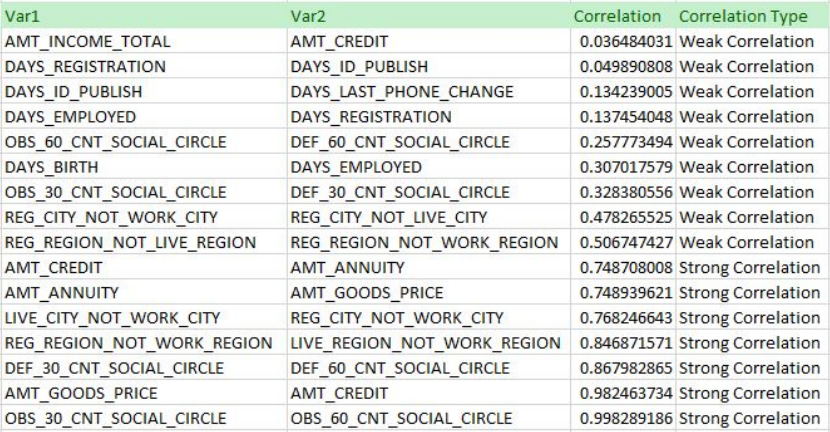 Var1 Var2 Correlation Correlation Type
AMT_INCOME_TOTAL AMT_CREDIT 0.036484031 Weak Correlation
DAYS_REGISTRATION DAYS_ID_PUBLISH 0.049890808 Weak Correlation
DAYS_ID_PUBLISH DAYS_LAST_PHONE_CHANGE 0.134239005 Weak Correlation
DAYS_EMPLOYED DAYS_REGISTRATION 0.137454048 Weak Correlation
OBS_60_CNT_SOCIAL_CIRCLE DEF_60_CNT_SOCIAL_CIRCLE 0.257773494 Weak Correlation
DAYS_BIRTH DAYS_EMPLOYED 0.307017579 Weak Correlation
OBS_30_CNT_SOCIAL_CIRCLE DEF_30_CNT_SOCIAL_CIRCLE 0.328380556 Weak Correlation
REG_CITY_NOT_WORK_CITY REG_CITY_NOT_LIVE_CITY 0.478265525 Weak Correlation
REG_REGION_NOT_LIVE_REGION REG_REGION_NOT_WORK_REGION 0.506747427 Weak Correlation
AMT_CREDIT AMT_ANNUITY 0.748708008 Strong Correlation
AMT_ANNUITY AMT_GOODS_PRICE 0.748939621 Strong Correlation
LIVE_CITY_NOT_WORK_CITY REG_CITY_NOT_WORK_CITY 0.768246643 Strong Correlation
REG_REGION_NOT_WORK_REGION LIVE_REGION_NOT_WORK_REGION 0.846871571 Strong Correlation
DEF_30_CNT_SOCIAL_CIRCLE DEF_60_CNT_SOCIAL_CIRCLE 0.867982865 Strong Correlation
AMT_GOODS_PRICE AMT_CREDIT 0.982463734 Strong Correlation
OBS_30_CNT_SOCIAL_CIRCLE OBS_60_CNT_SOCIAL_CIRCLE 0.998289186 Strong Correlation